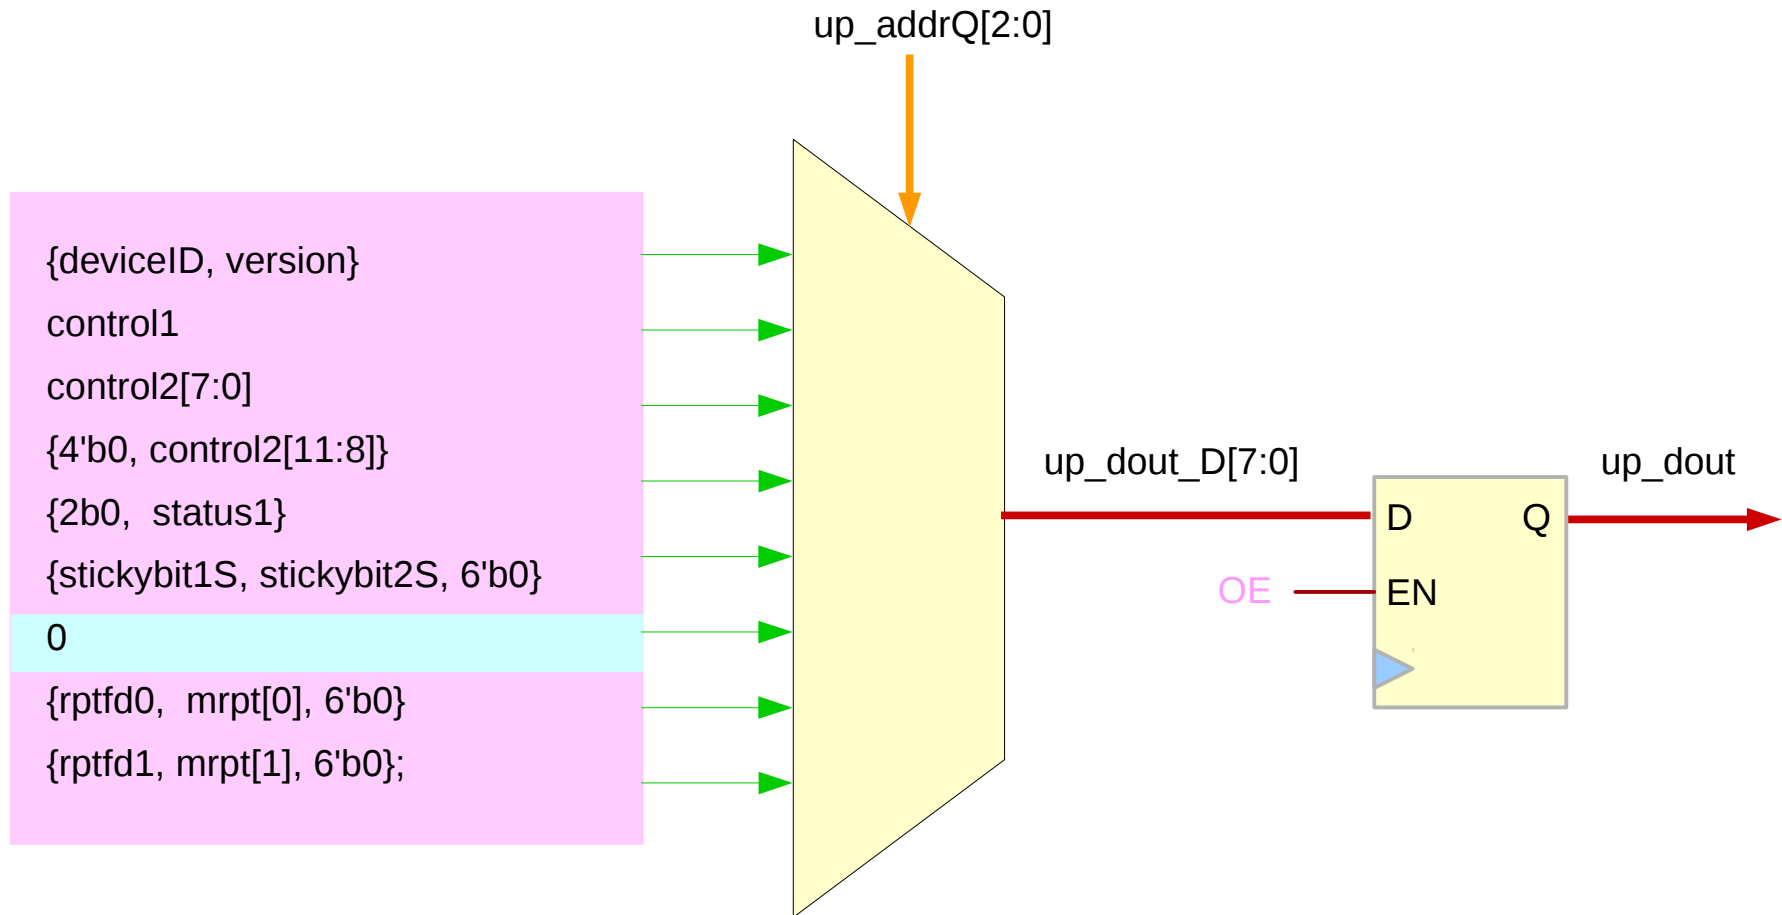 up_addrQ[2:0]
{deviceID, version}
control1
control2[7:0]
{4'b0, control2[11:8]}
{2b0,  status1}
{stickybit1S, stickybit2S, 6'b0}
0
{rptfd0,  mrpt[0], 6'b0}
{rptfd1, mrpt[1], 6'b0};
up_dout_D[7:0]
up_dout
D
Q
OE
EN